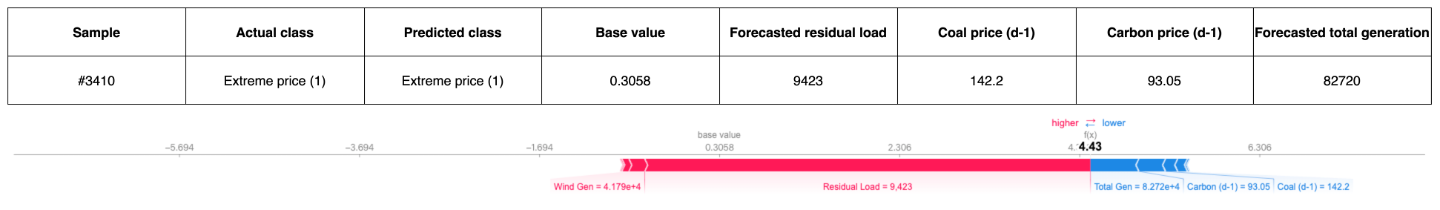 Sample Actual class Predicted class Base value Forecasted residual load Coal price (d-1) Carbon price (d-1) Forecasted total generation
#3410 Extreme price (1) Extreme price (1) 0.3058 9423 142.2 93.05 82720
higher lower
base value f(x)
−5.694 −3.694 −1.694 0.3058 2.306 4.43 6.306
Wind Gen = 4.179e+4 Residual Load = 9,423 Total Gen = 8.272e+4 Carbon (d-1) = 93.05 Coal (d-1) = 142.2